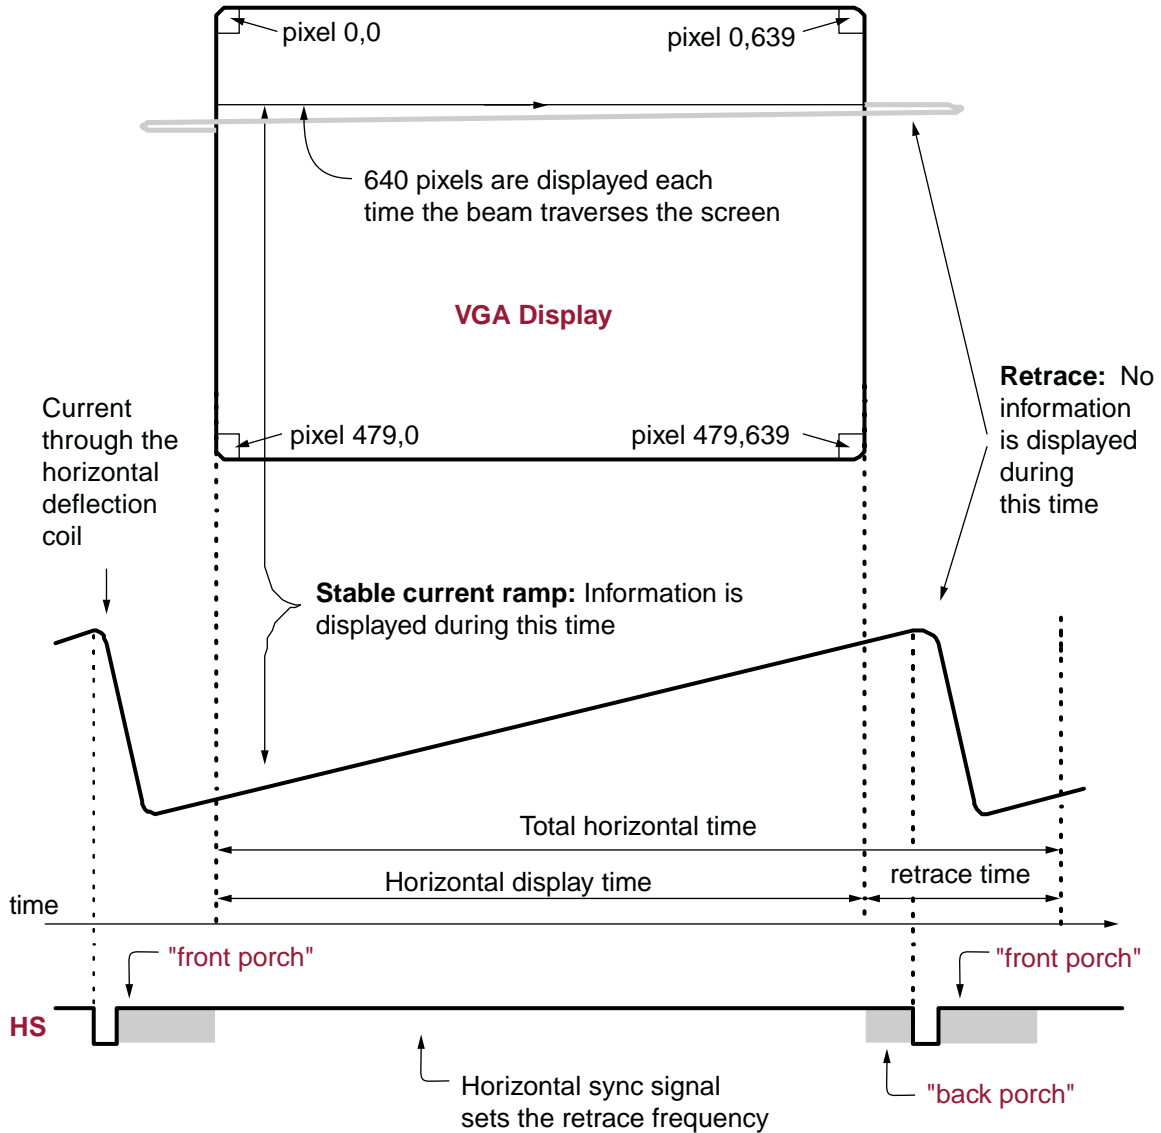 pixel 0,0
pixel 0,639
640 pixels are displayed each
time the beam traverses the screen
VGA Display
pixel 479,0
pixel 479,639
Current
through the
horizontal
deflection
coil
Retrace: No
information
is displayed
during
this time
Stable current ramp: Information is
displayed during this time
Total horizontal time
Horizontal display time
retrace time
time
"front porch"
"front porch"
HS
Horizontal sync signal
sets the retrace frequency
"back porch"